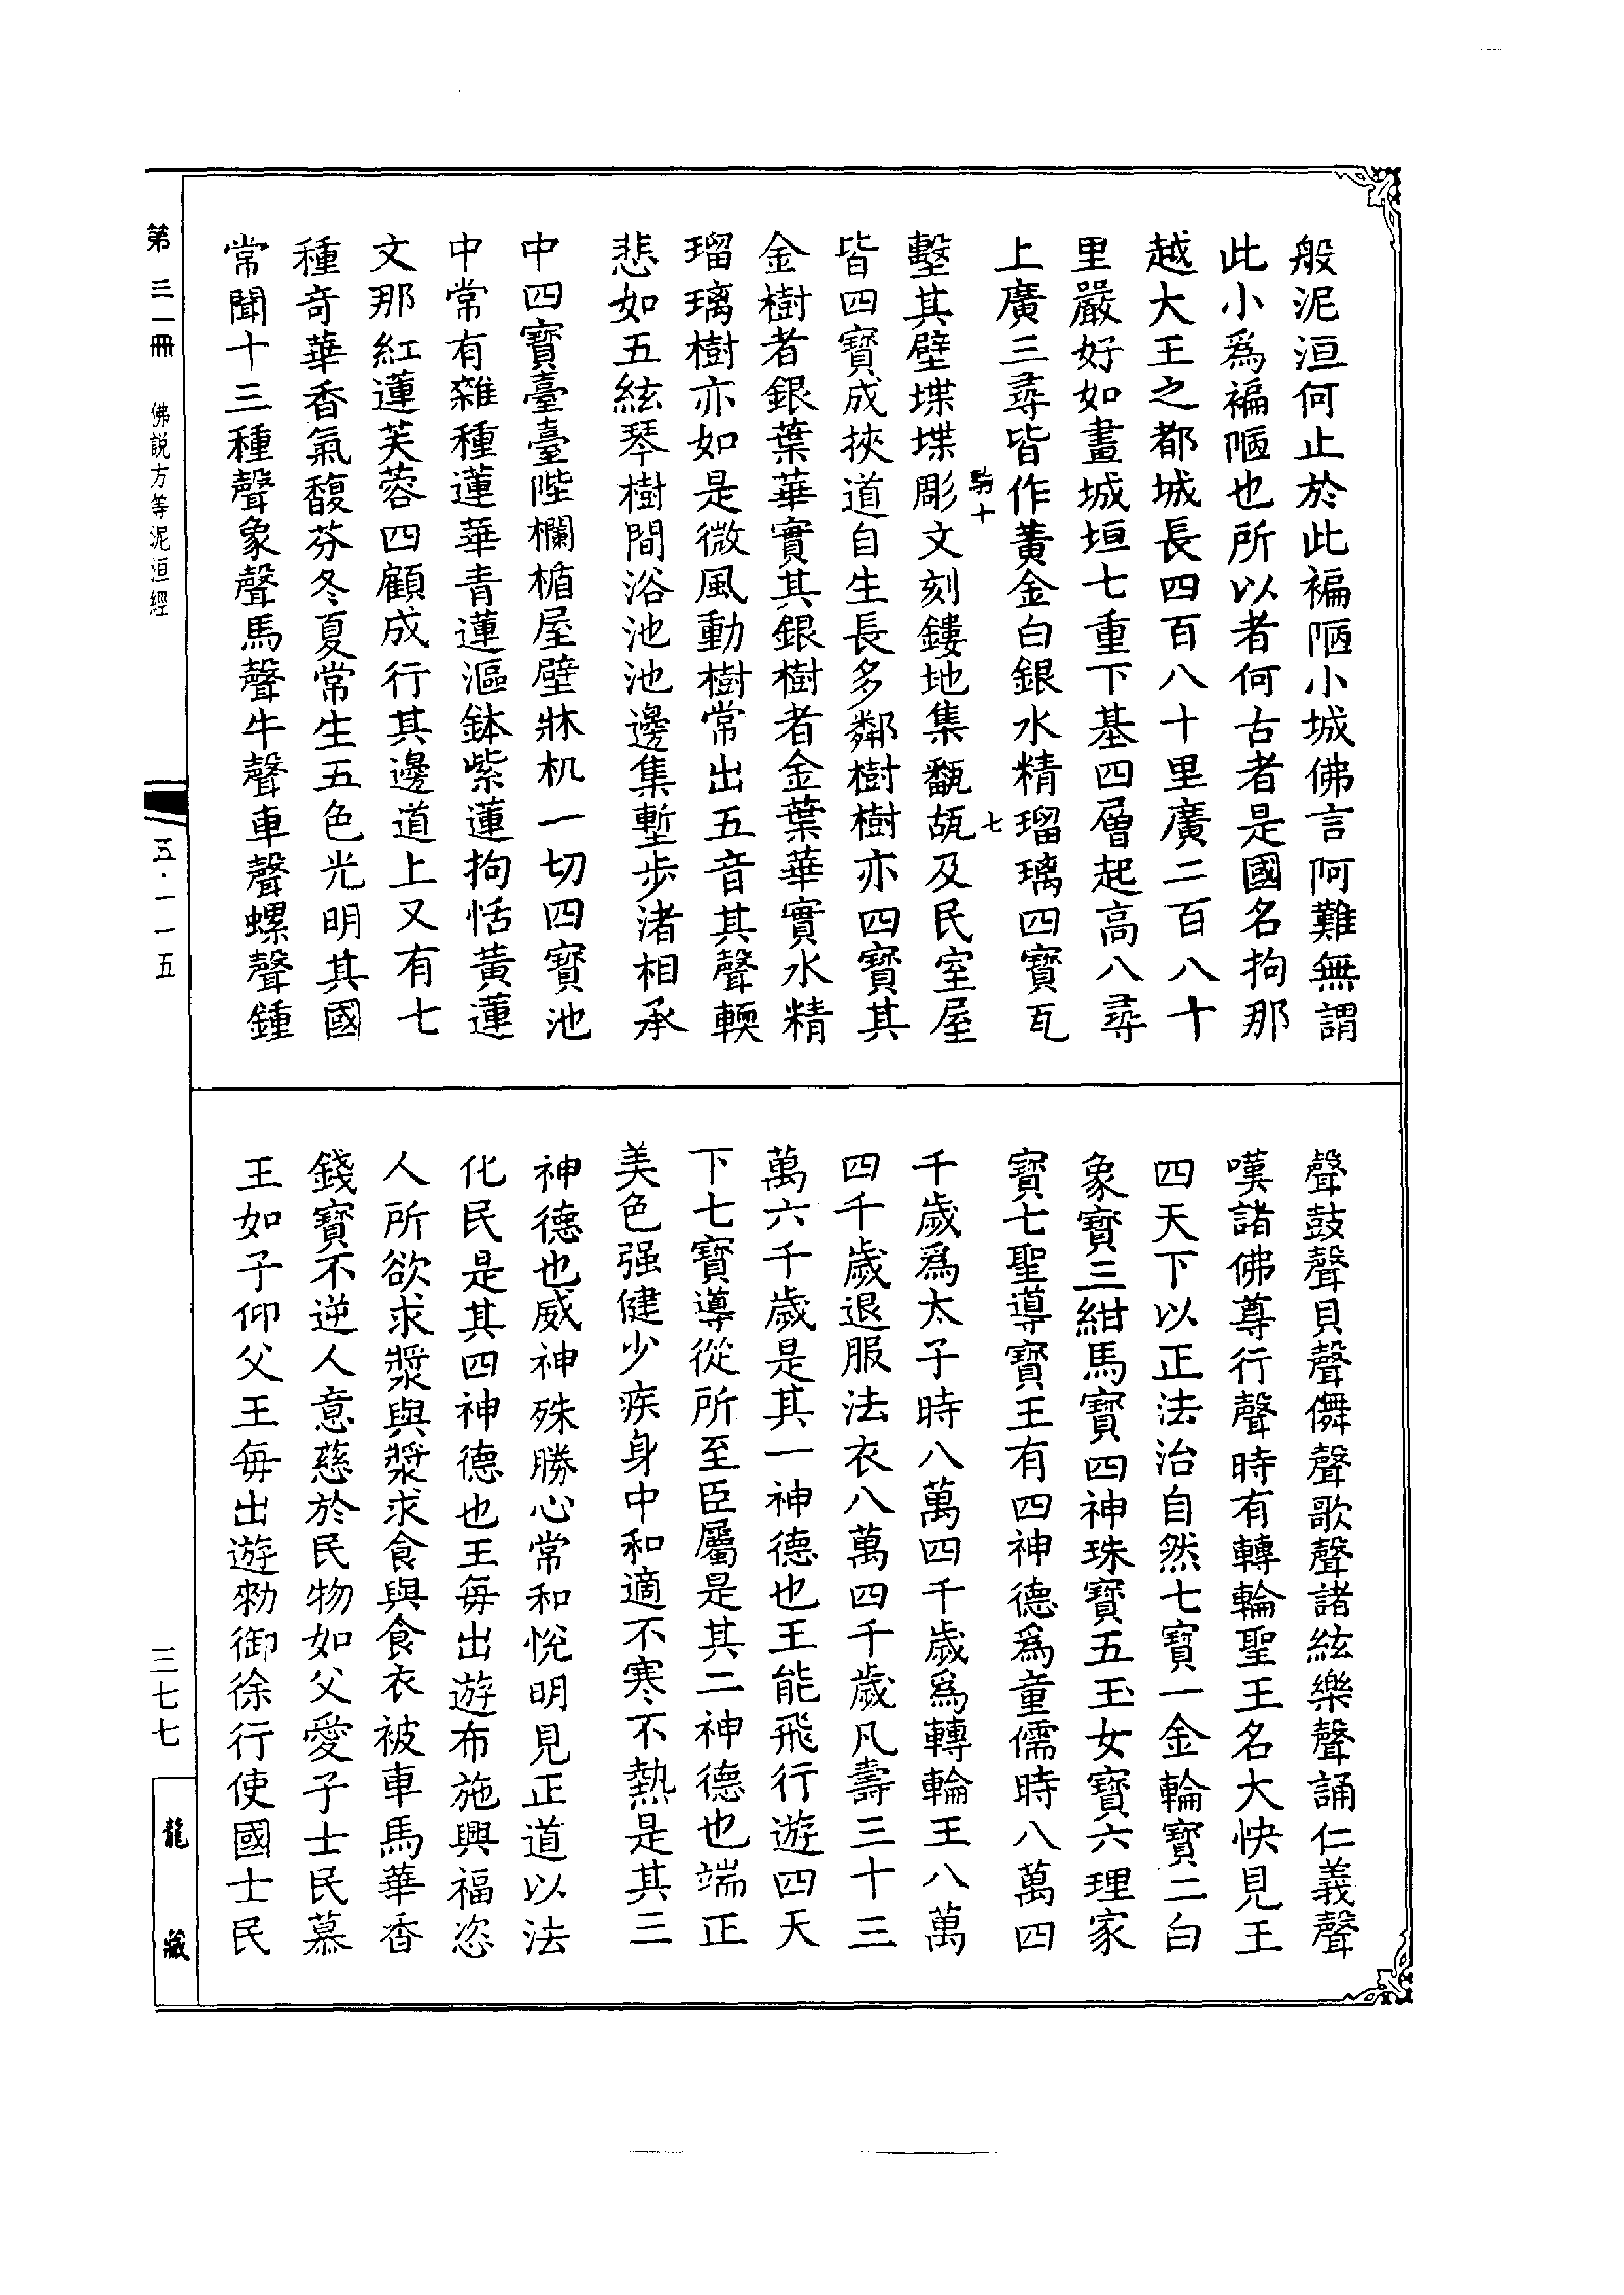 般泥洹何止於此褊陋小城佛言阿難無謂
此小爲褊陋也所以者何古者是國名拘那
越大王之都城長四百八十里廣二百八十
里嚴好如畫城垣七重下基四層起高八尋
上廣三尋皆作黃金白銀水精瑠璃四寶瓦
駒十
七
墼其壁堞堞彫文刻鏤地集㼾瓳及民室屋
皆四寶成挾道自生長多鄰樹樹亦四寶其
金樹者銀葉華實其銀樹者金葉華實水精
瑠璃樹亦如是微風動樹常出五音其聲輭
悲如五絃琴樹間浴池池邊集塹步渚相承
中四寶臺臺陛欄楯屋壁牀机一切四寶池
中常有雜種蓮華青蓮漚鉢紫蓮拘恬黃蓮
文那紅蓮芙蓉四顧成行其邊道上又有七
種奇華香氣馥芬冬夏常生五色光明其國
常聞十三種聲象聲馬聲牛聲車聲螺聲鍾
聲鼓聲貝聲儛聲歌聲諸絃樂聲誦仁義聲
嘆諸佛尊行聲時有轉輪聖王名大快見王
四天下以正法治自然七寶一金輪寶二白
象寶三紺馬寶四神珠寶五玉女寶六理家
寶七聖導寶王有四神德爲童儒時八萬四
千歲爲太子時八萬四千歲爲轉輪王八萬
四千歲退服法衣八萬四千歲凡壽三十三
萬六千歲是其一神德也王能飛行遊四天
下七寶導從所至臣屬是其二神德也端正
美色强健少疾身中和適不寒不熱是其三
神德也威神殊勝心常和悅明見正道以法
化民是其四神德也王每出遊布施興福恣
人所欲求漿與漿求食與食衣被車馬華香
錢寶不逆人意慈於民物如父愛子士民慕
王如子仰父王每出遊勑御徐行使國士民
第三一冊
佛説方等泥洹經
五·一一五
三七七
龍藏